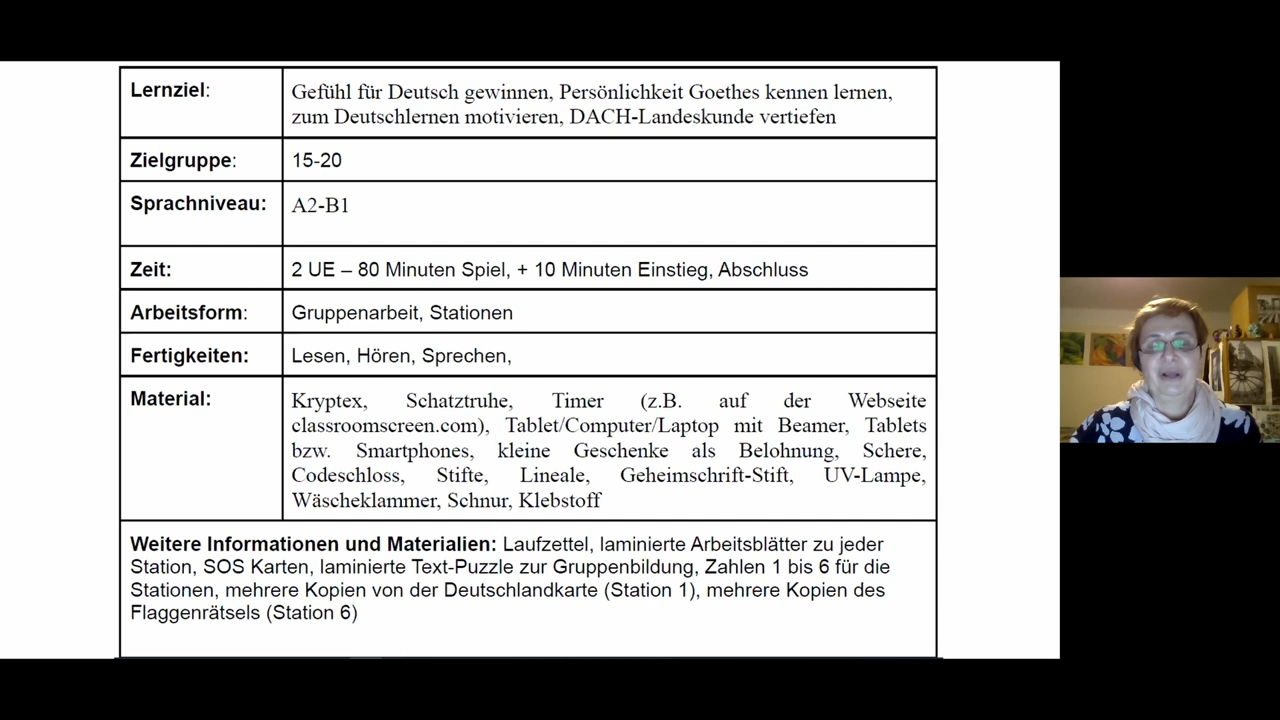 Lernziel:
Gefühl für Deutsch gewinnen, Persönlichkeit Goethes kennen lernen,
zum Deutschlernen motivieren, DACH-Landeskunde vertiefen
Zielgruppe:
15-20
Sprachniveau:
A2-B1
Zeit:
2 UE – 80 Minuten Spiel, + 10 Minuten Einstieg, Abschluss
Arbeitsform:
Gruppenarbeit, Stationen
Fertigkeiten:
Lesen, Hören, Sprechen,
Material:
Kryptex, Schatztruhe, Timer (z.B. auf der Webseite
classroomscreen.com), Tablet/Computer/Laptop mit Beamer, Tablets
bzw. Smartphones, kleine Geschenke als Belohnung, Schere,
Codeschloss, Stifte, Lineale, Geheimschrift-Stift, UV-Lampe,
Wäscheklammer, Schnur, Klebstoff
Weitere Informationen und Materialien: Laufzettel, laminierte Arbeitsblätter zu jeder
Station, SOS Karten, laminierte Text-Puzzle zur Gruppenbildung, Zahlen 1 bis 6 für die
Stationen, mehrere Kopien von der Deutschlandkarte (Station 1), mehrere Kopien des
Flaggenrätsels (Station 6)